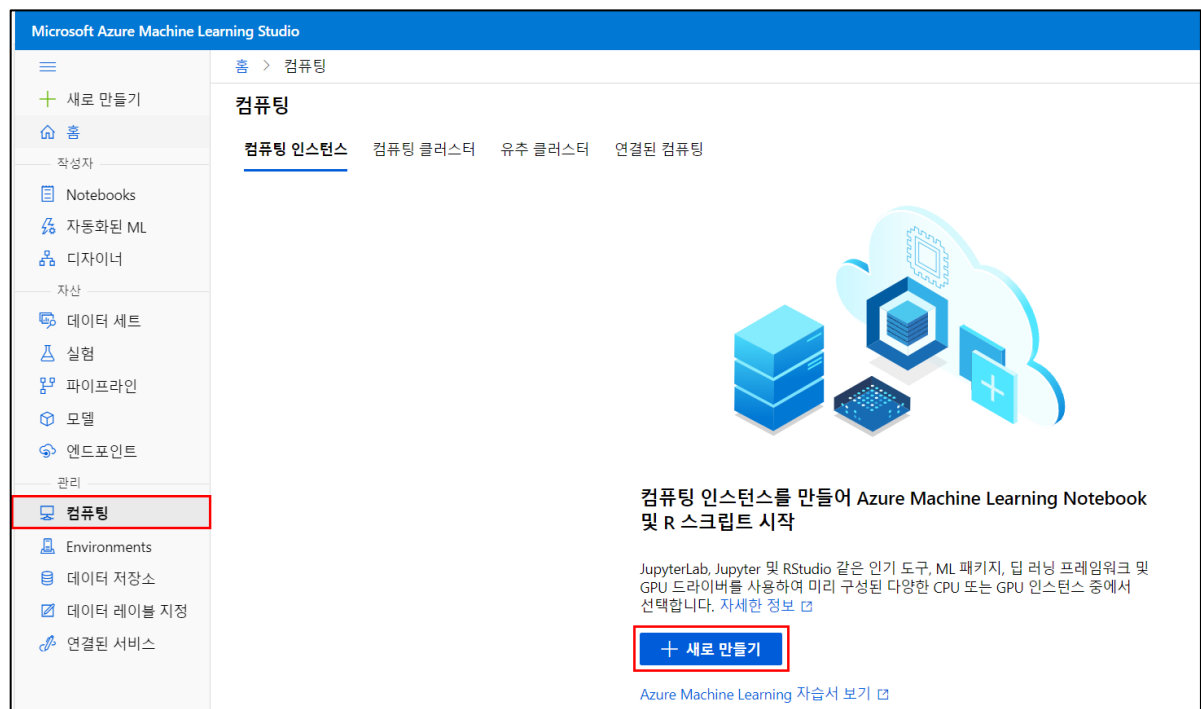 Microsoft Azure Machine Learning Studio
홈 > 컴퓨팅
새로 만들기
홈
작성자
Notebooks
자동화된 ML
디자이너
자산
데이터 세트
실험
파이프라인
모델
엔드포인트
관리
컴퓨팅
Environments
데이터 저장소
데이터 레이블 지정
연결된 서비스
컴퓨팅
컴퓨팅 인스턴스 컴퓨팅 클러스터 유추 클러스터 연결된 컴퓨팅
컴퓨팅 인스턴스를 만들어 Azure Machine Learning Notebook
및 R 스크립트 시작
JupyterLab, Jupyter 및 RStudio 같은 인기 도구, ML 패키지, 딥 러닝 프레임워크 및
GPU 드라이버를 사용하여 미리 구성된 다양한 CPU 또는 GPU 인스턴스 중에서
선택합니다. 자세한 정보
새로 만들기
Azure Machine Learning 자습서 보기